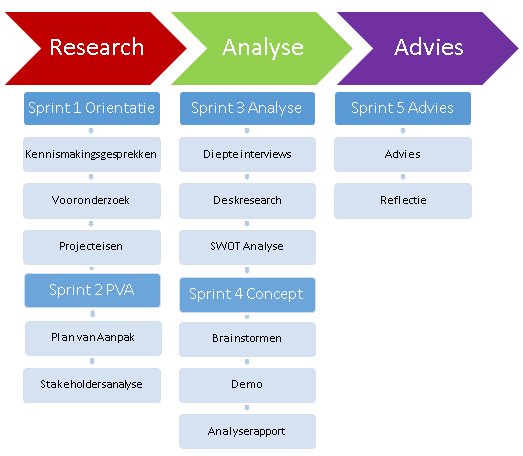 Research
Analyse
Advies
Sprint 1 Orientatie
Kennismakingsgesprekken
Vooronderzoek
Projecteisen
Sprint 2 PVA
Plan van Aanpak
Stakeholdersanalyse
Sprint 3 Analyse
Diepte interviews
Deskresearch
SWOT Analyse
Sprint 4 Concept
Brainstormen
Demo
Analyserapport
Sprint 5 Advies
Advies
Reflectie